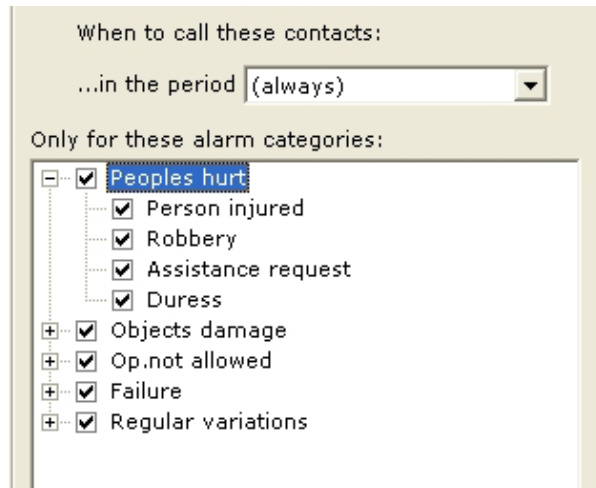 When to call these contacts:
...in the period (always)
Only for these alarm categories:
Peoples hurt
Person injured
Robbery
Assistance request
Duress
Objects damage
Op.not allowed
Failure
Regular variations